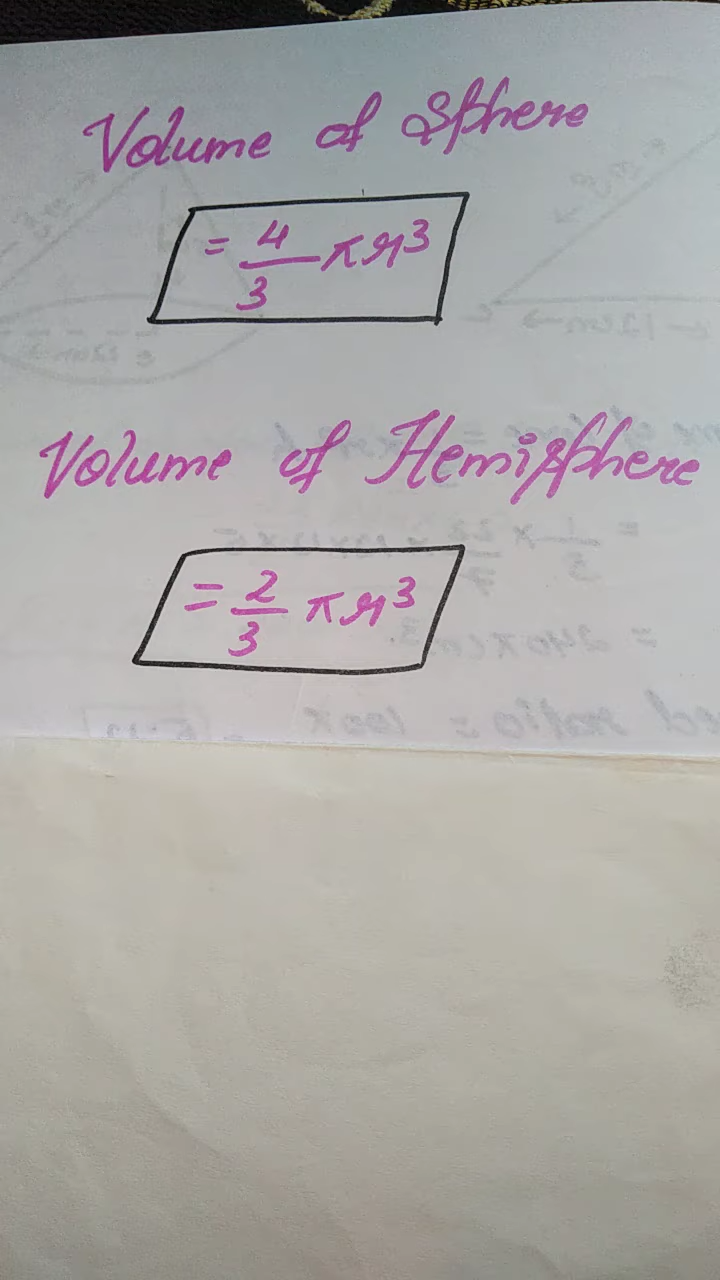 Volume of Sphere
= 4/3 πr³
Volume of Hemisphere
= 2/3 πr³